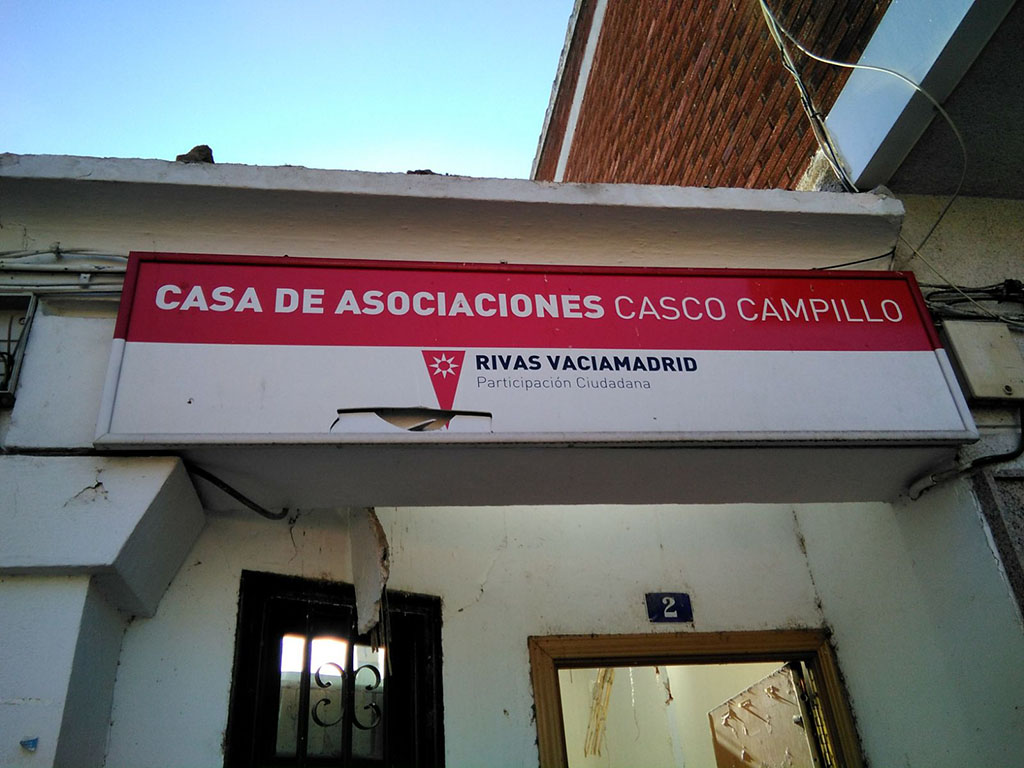 CASA DE ASOCIACIONES CASCO CAMPILLO
RIVAS VACIAMADRID
Participación Ciudadana
2